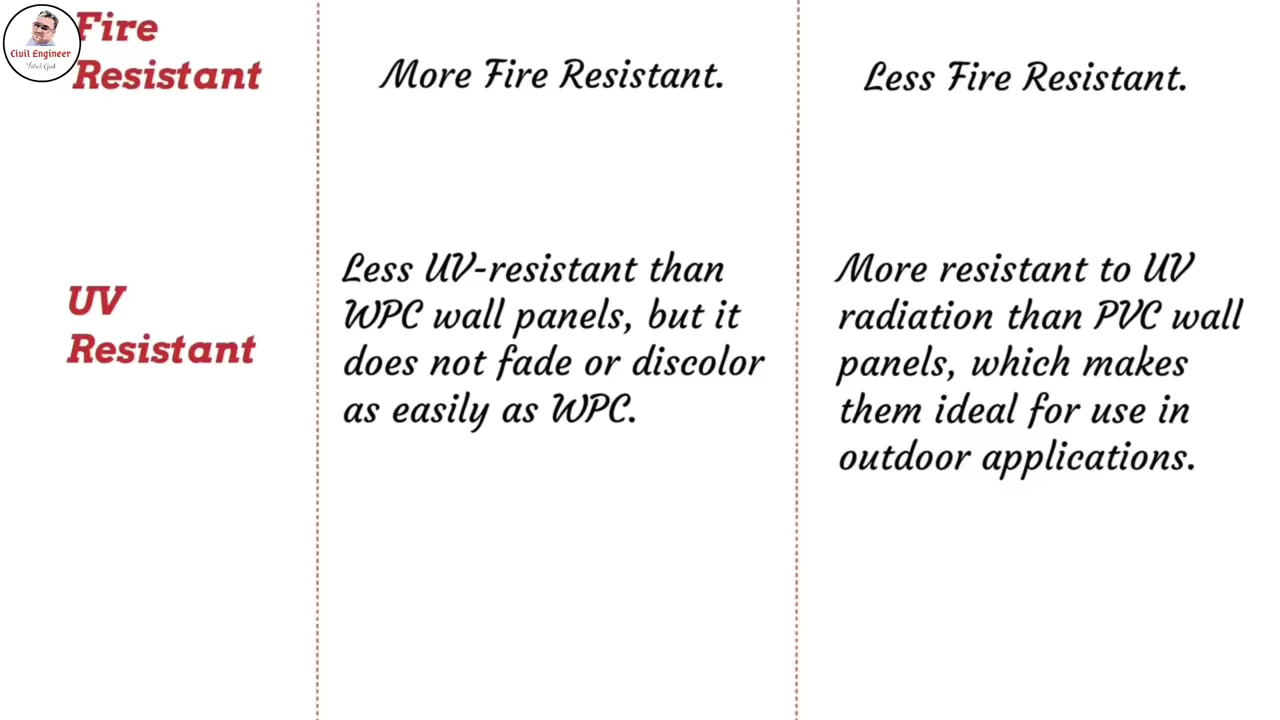 Fire
Resistant
Civil Engineer
More Fire Resistant.
Less Fire Resistant.
UV
Resistant
Less UV-resistant than
WPC wall panels, but it
does not fade or discolor
as easily as WPC.
More resistant to UV
radiation than PVC wall
panels, which makes
them ideal for use in
outdoor applications.